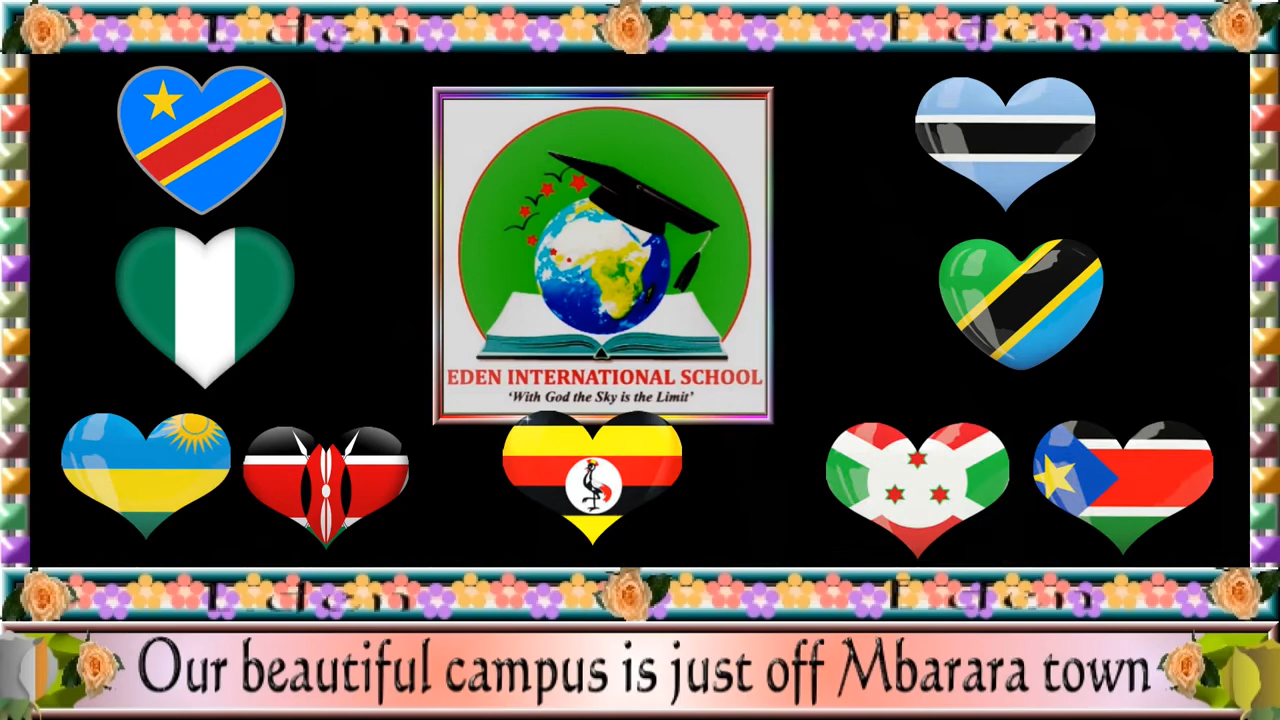 EDEN INTERNATIONAL SCHOOL
‘With God the Sky is the Limit’
Our beautiful campus is just off Mbarara town